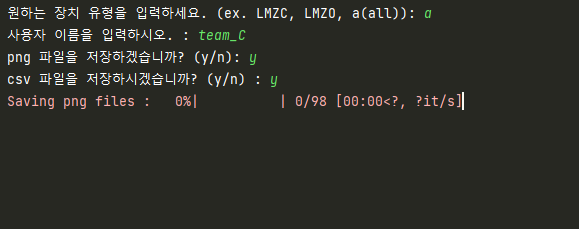 원하는 장치 유형을 입력하세요. (ex. LMZC, LMZO, a(all)): a
사용자 이름을 입력하시오. : team_C
png 파일을 저장하겠습니까? (y/n): y
csv 파일을 저장하시겠습니까? (y/n) : y
Saving png files :   0%|          | 0/98 [00:00<?, ?it/s]